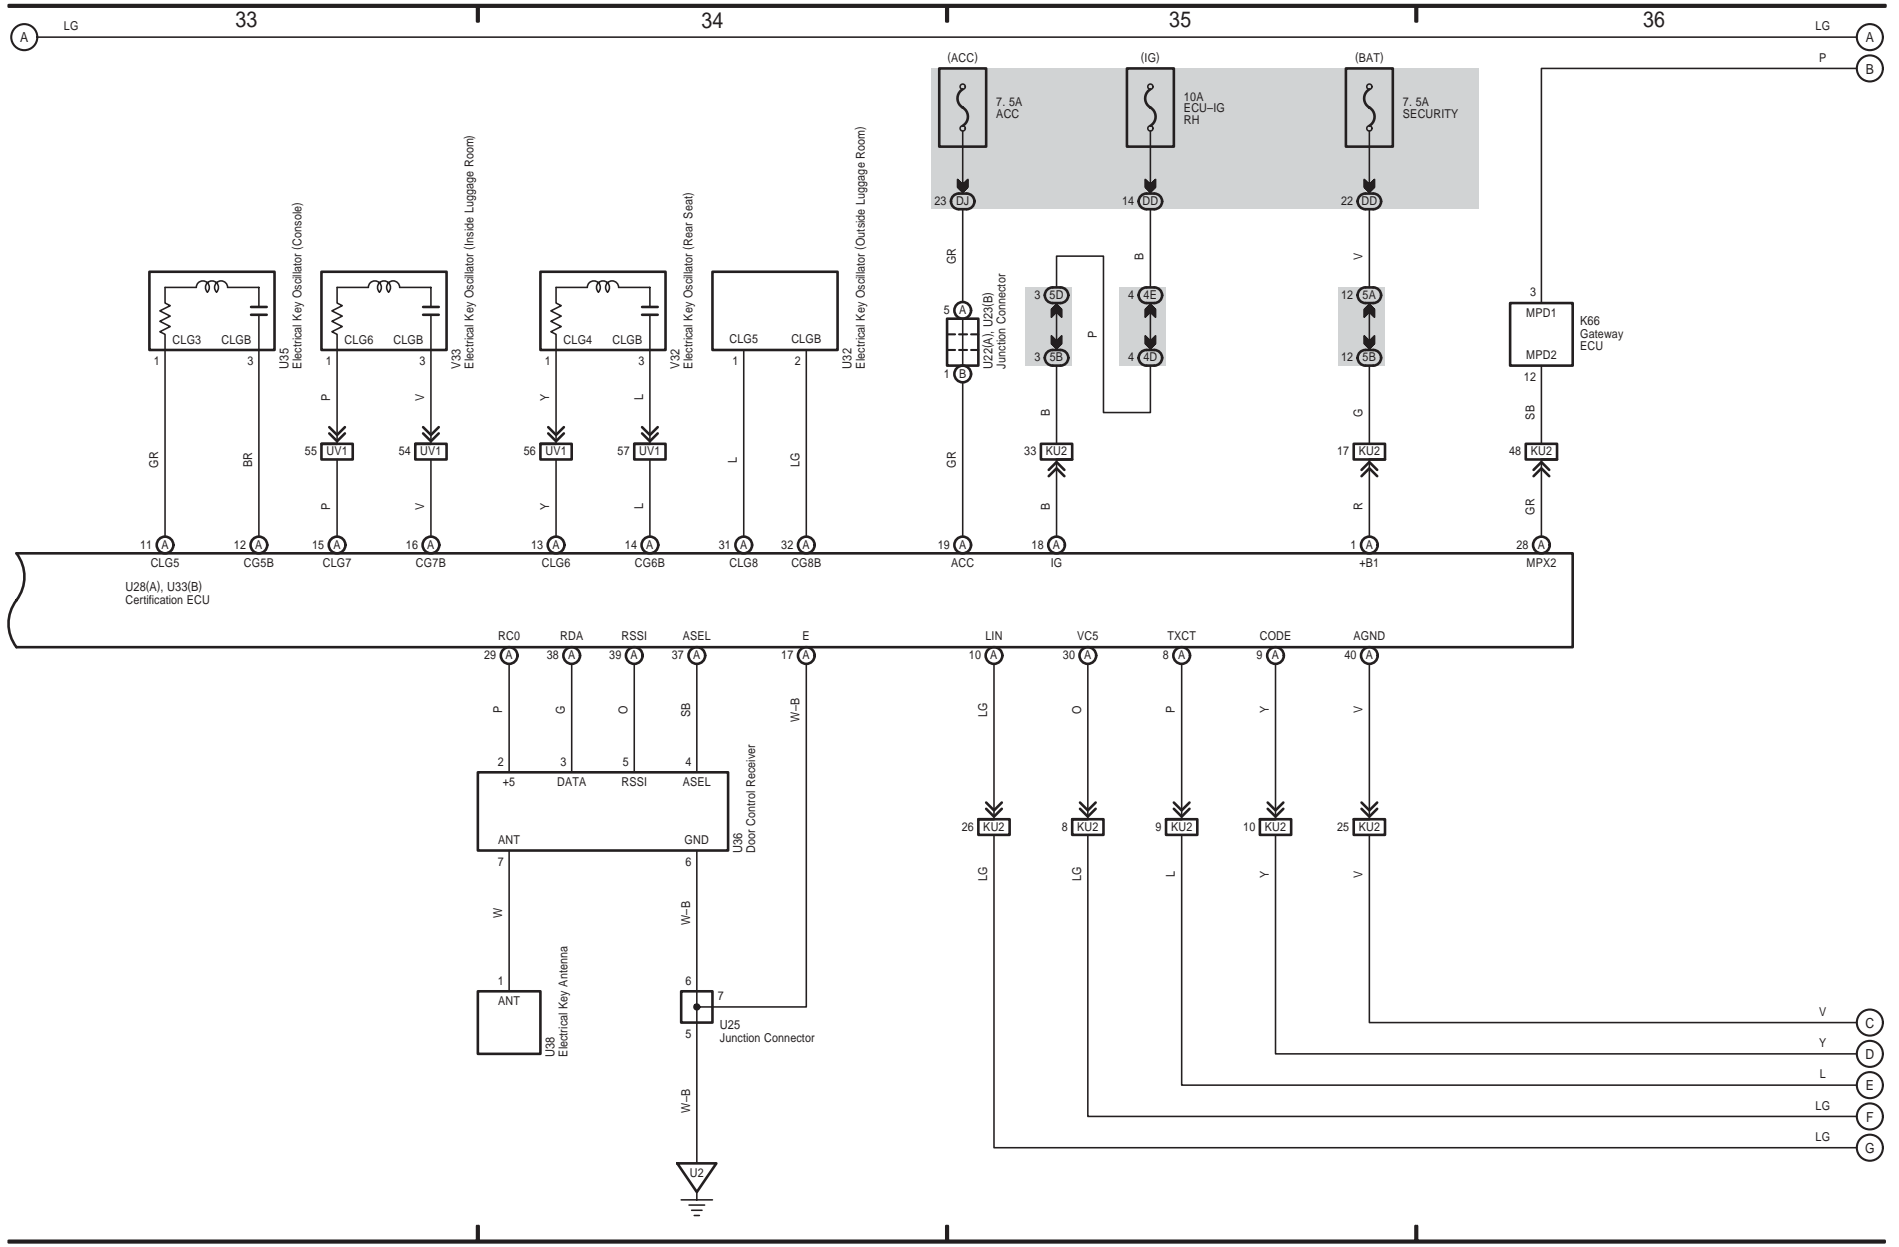 33 34 35 36
A LG LG A
P B
(ACC) (IG) (BAT)
7. 5A
ACC
10A
ECU–IG
RH
7. 5A
SECURITY
23 DJ 14 DD 22 DD
GR B V
U35
Electrical Key Oscillator (Console)
V33
Electrical Key Oscillator (Inside Luggage Room)
V32
Electrical Key Oscillator (Rear Seat)
U32
Electrical Key Oscillator (Outside Luggage Room)
U22(A), U23(B)
Junction Connector
CLG3 CLGB CLG6 CLGB CLG4 CLGB CLG5 CLGB
1 3 1 3 1 3 1 2
5 A 3 5D 4 4E 12 5A 3
MPD1
K66
Gateway
ECU
P
1 B 3 5B 4 4D 12 5B
MPD2
12
P V Y L B G SB
55 UV1 54 UV1 56 UV1 57 UV1 33 KU2 17 KU2 48 KU2
GR BR L LG GR
P V Y L B R GR
11 A 12 A 15 A 16 A 13 A 14 A 31 A 32 A 19 A 18 A 1 A 28 A
CLG5 CG5B CLG7 CG7B CLG6 CG6B CLG8 CG8B ACC IG +B1 MPX2
U28(A), U33(B)
Certification ECU
RC0 RDA RSSI ASEL E LIN VC5 TXCT CODE AGND
29 A 38 A 39 A 37 A 17 A 10 A 30 A 8 A 9 A 40 A
P G O SB W–B LG O P Y V
2 3 5 4
+5 DATA RSSI ASEL
U36
Door Control Receiver
ANT GND
7 6
26 KU2 8 KU2 9 KU2 10 KU2 25 KU2
LG LG L Y V
W W–B
1 6 7
ANT
U38
Electrical Key Antenna
U25
Junction Connector
5
W–B
U2
V C
Y D
L E
LG F
LG G